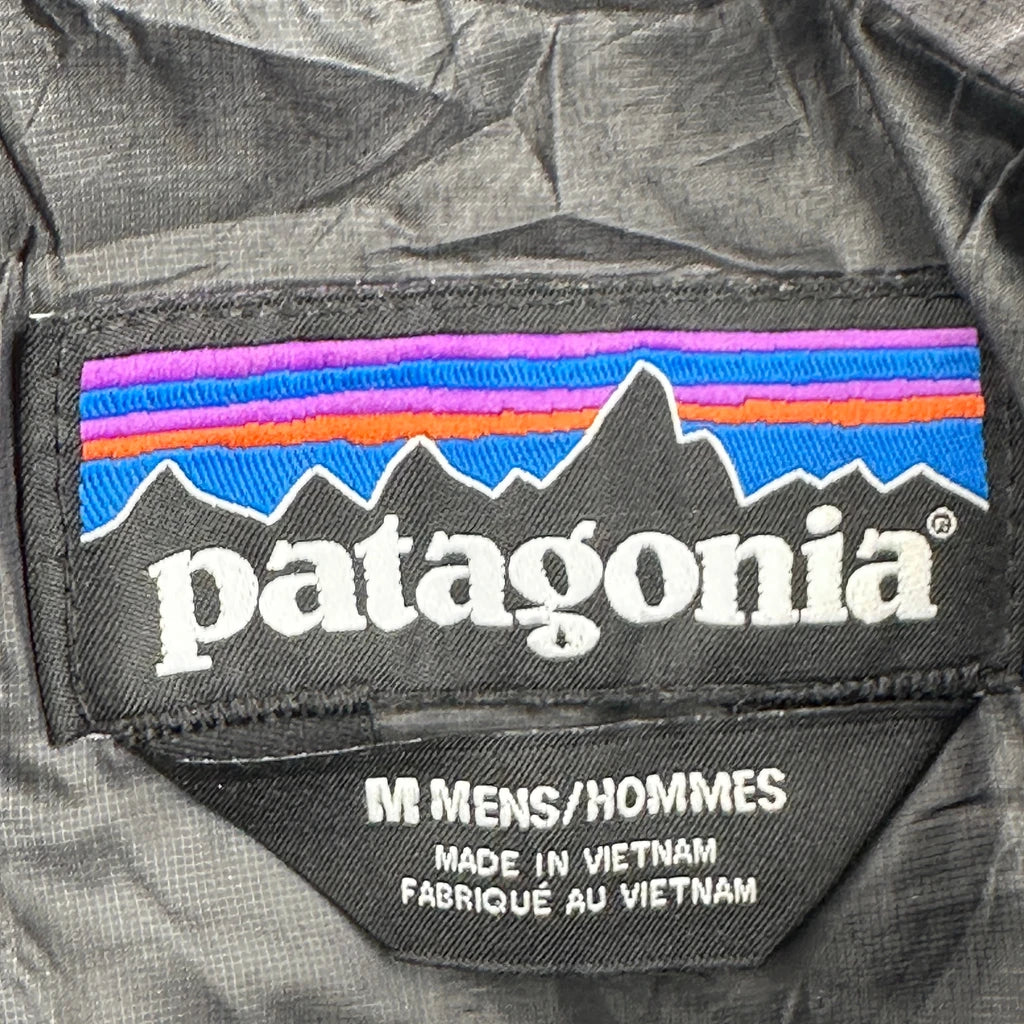 patagonia®
M MENS/HOMMES
MADE IN VIETNAM
FABRIQUÉ AU VIETNAM